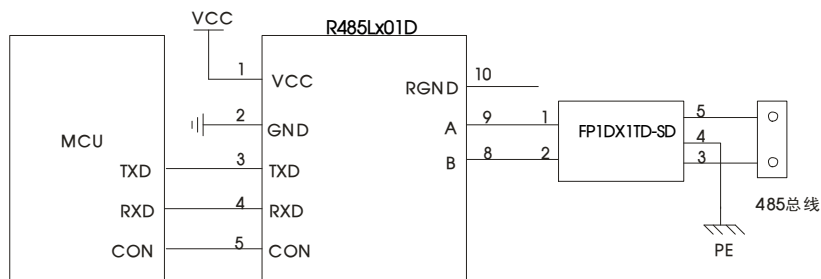 VCC
R485Lx01D
1
VCC
10
RGND
2
GND
A
9
1
FP1DX1TD-SD
5
4
MCU
B
8
2
3
TXD
3
TXD
RXD
4
RXD
485总线
CON
5
CON
PE